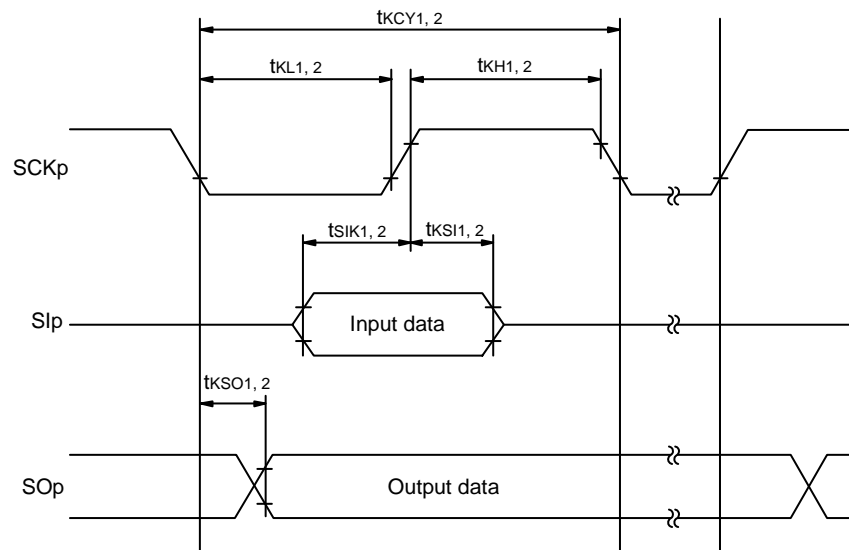 tKCY1, 2
tKL1, 2
tKH1, 2
SCKp
tSIK1, 2
tKSI1, 2
SIp
Input data
tKSO1, 2
SOp
Output data